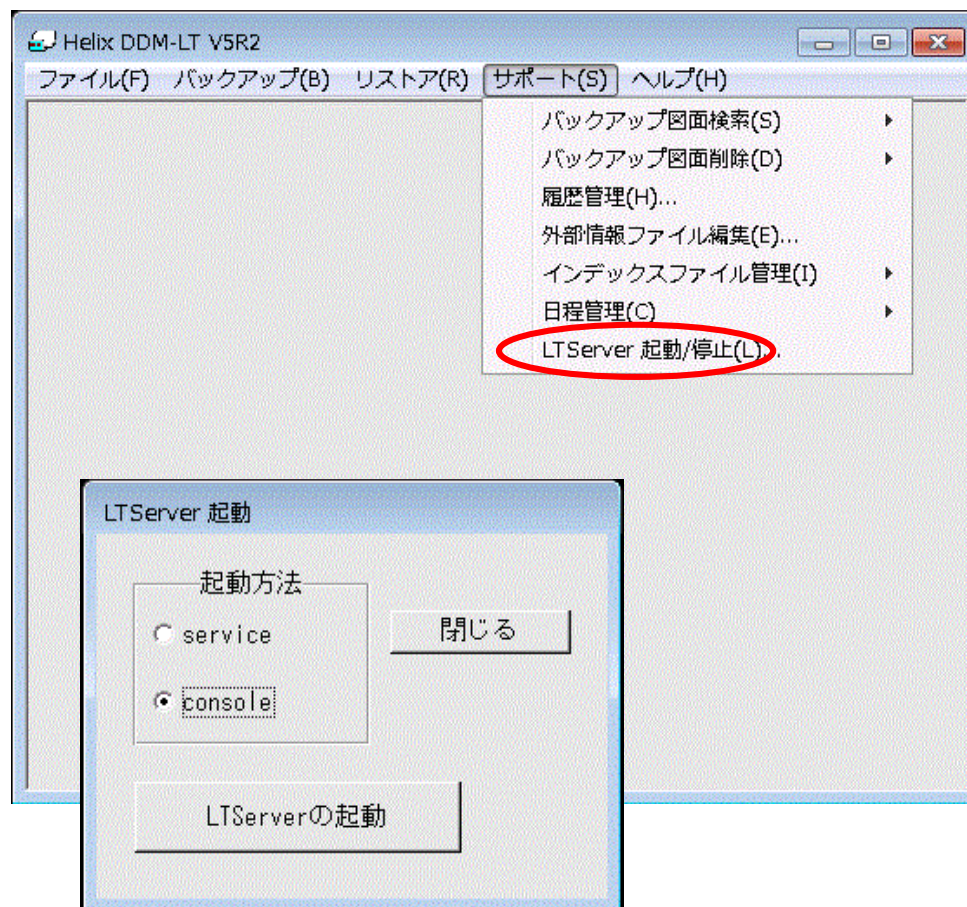 Helix DDM-LT V5R2
ファイル(F) バックアップ(B) リストア(R) サポート(S) ヘルプ(H)
バックアップ図面検索(S)
バックアップ図面削除(D)
履歴管理(H)...
外部情報ファイル編集(E)...
インデックスファイル管理(I)
日程管理(C)
LTServer 起動/停止(L)...
LTServer 起動
起動方法
service
閉じる
console
LTServerの起動